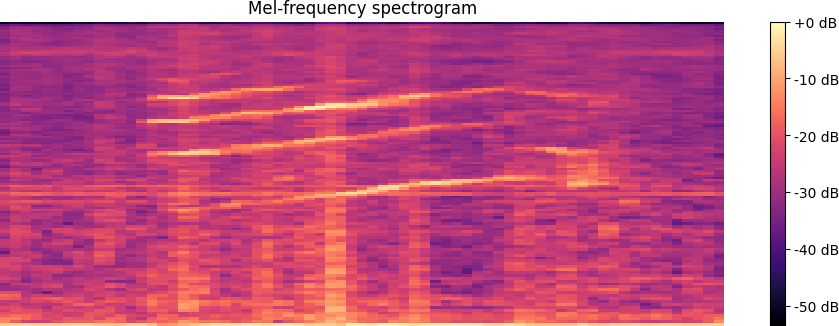 Mel-frequency spectrogram
+0 dB
-10 dB
-20 dB
-30 dB
-40 dB
-50 dB